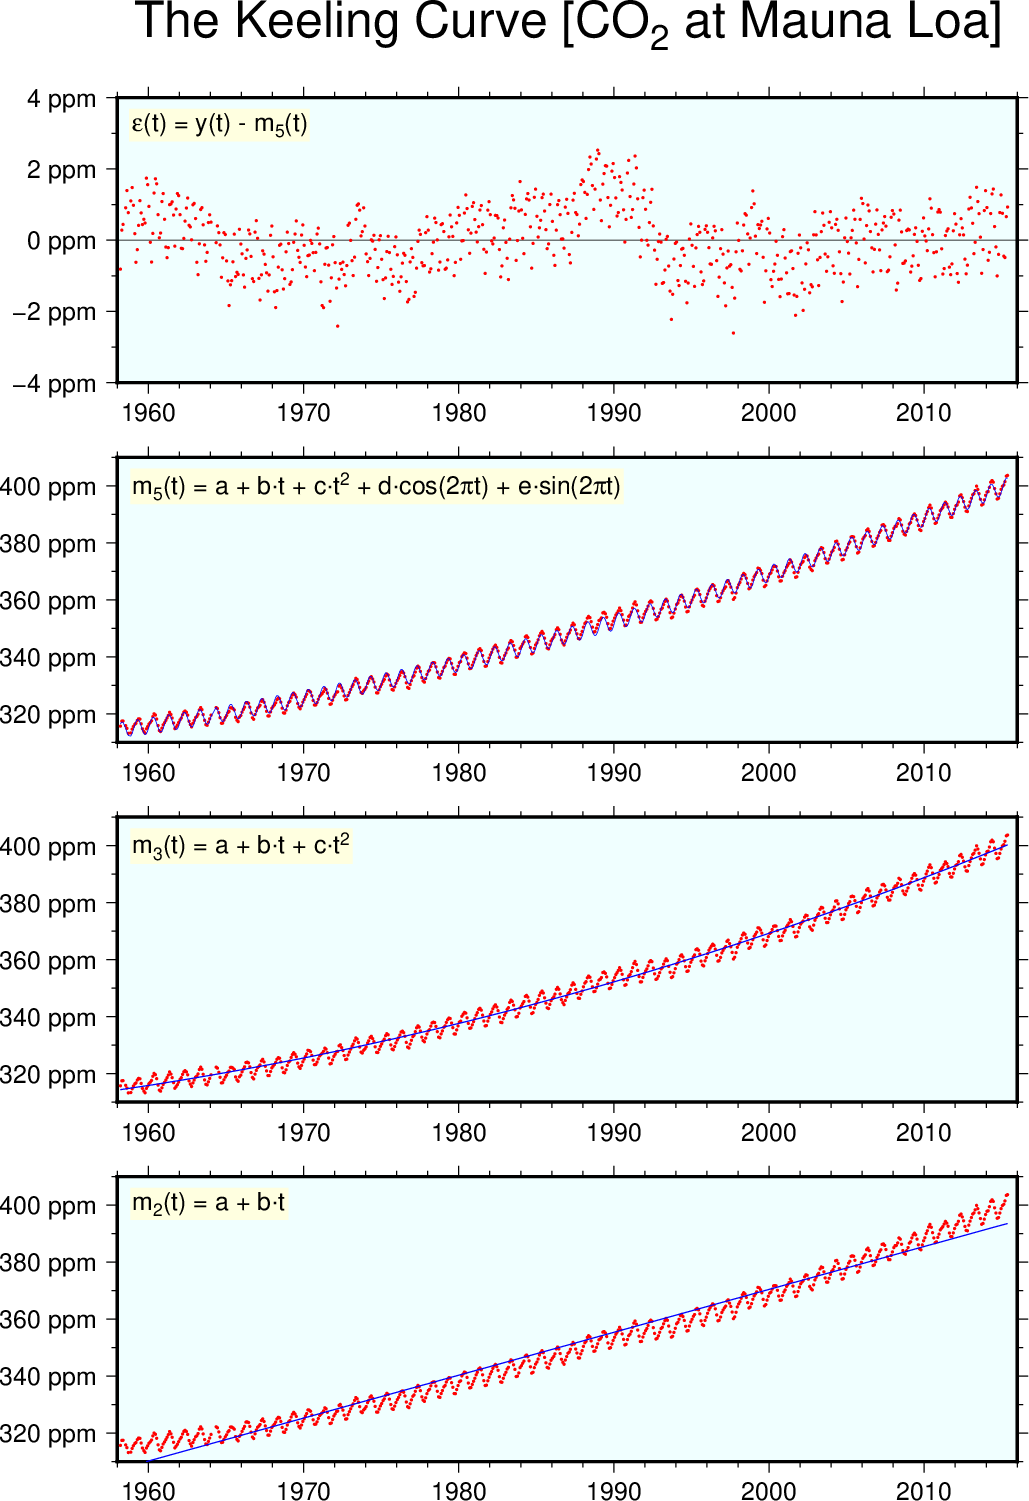 The Keeling Curve [CO₂ at Mauna Loa]
4 ppm
ε(t) = y(t) - m₅(t)
2 ppm
0 ppm
−2 ppm
−4 ppm
1960 1970 1980 1990 2000 2010
400 ppm
m₅(t) = a + b·t + c·t² + d·cos(2πt) + e·sin(2πt)
380 ppm
360 ppm
340 ppm
320 ppm
1960 1970 1980 1990 2000 2010
400 ppm
m₃(t) = a + b·t + c·t²
380 ppm
360 ppm
340 ppm
320 ppm
1960 1970 1980 1990 2000 2010
400 ppm
m₂(t) = a + b·t
380 ppm
360 ppm
340 ppm
320 ppm
1960 1970 1980 1990 2000 2010